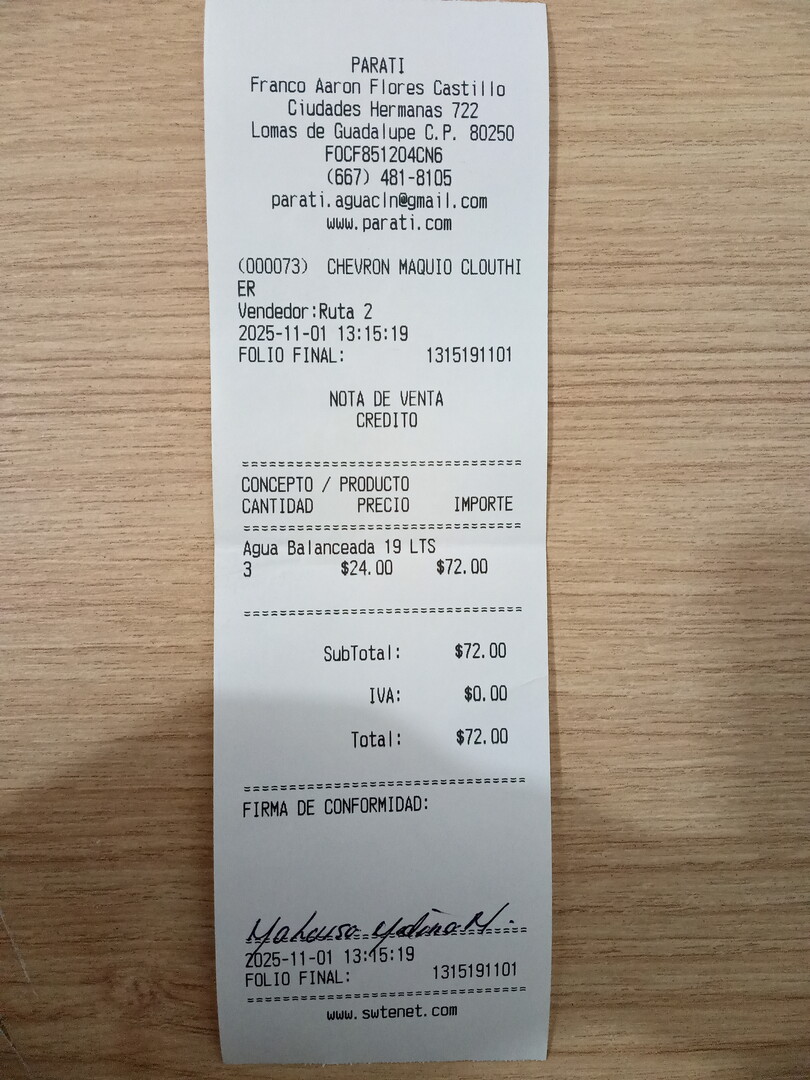 PARATI
Franco Aaron Flores Castillo
Ciudades Hermanas 722
Lomas de Guadalupe C.P. 80250
FOCF851204CN6
(667) 481-8105
parati.aguacln@gmail.com
www.parati.com
(000073) CHEVRON MAQUIO CLOUTHI
ER
Vendedor:Ruta 2
2025-11-01 13:15:19
FOLIO FINAL: 1315191101
NOTA DE VENTA
CREDITO
===============================
CONCEPTO / PRODUCTO
CANTIDAD PRECIO IMPORTE
===============================
Agua Balanceada 19 LTS
3 $24.00 $72.00
===============================
SubTotal: $72.00
IVA: $0.00
Total: $72.00
===============================
FIRMA DE CONFORMIDAD:
===============================
2025-11-01 13:15:19
FOLIO FINAL: 1315191101
===============================
www.swtenet.com